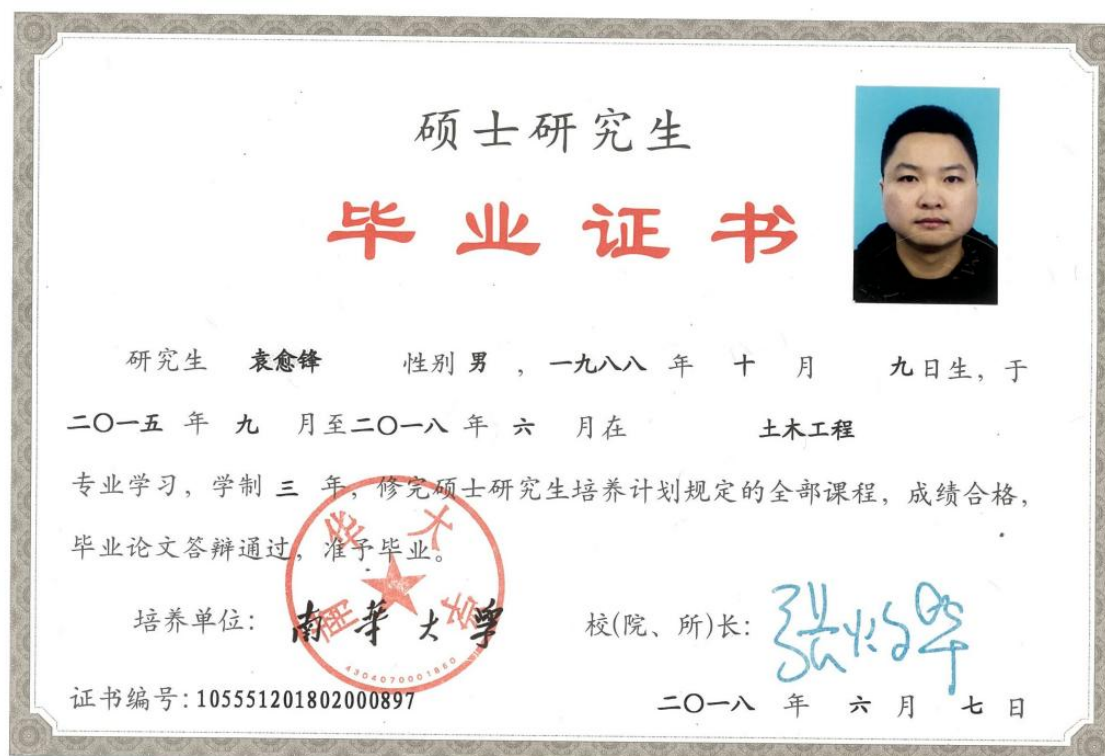 硕士研究生
毕业证书
研究生 袁愈锋 性别 男 , 一九八八 年 十 月 九日生, 于
二〇一五 年 九 月至二〇一八 年 六 月在 土木工程
专业学习, 学制 三 年, 修完硕士研究生培养计划规定的全部课程, 成绩合格,
毕业论文答辩通过, 准予毕业。
培养单位: 南华大学 校(院、所)长:
南华大学
4304070001860
证书编号: 105551201802000897 二〇一八 年 六 月 七 日